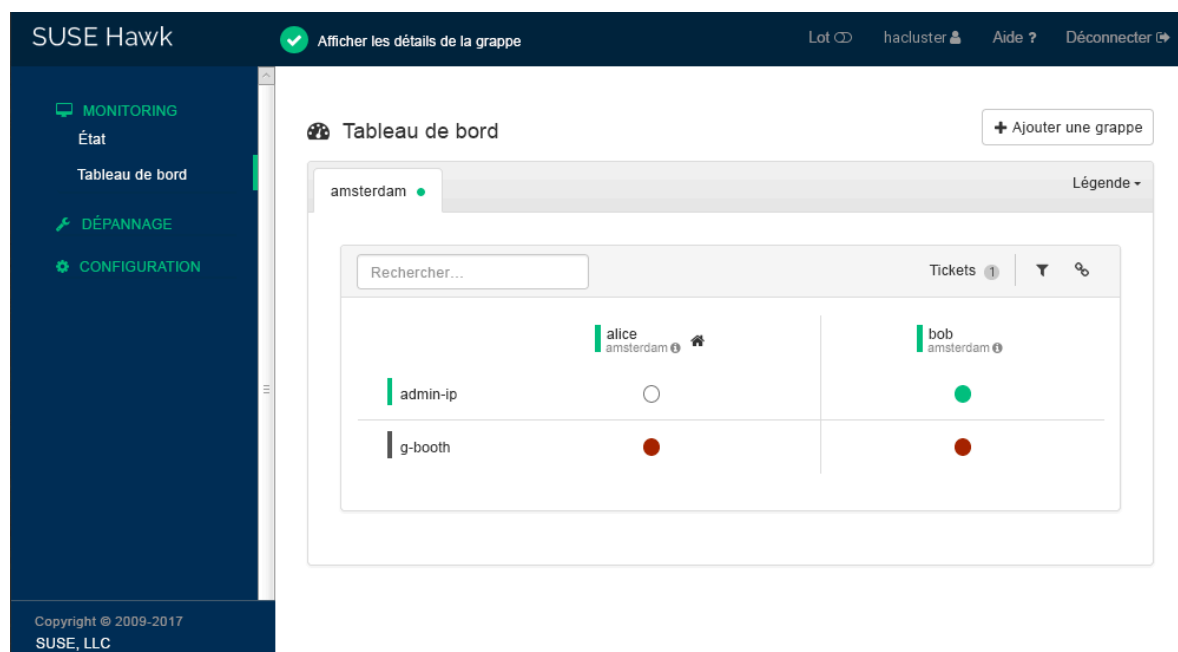 SUSE Hawk
Afficher les détails de la grappe
Lot
hacluster
Aide ?
Déconnecter
MONITORING
État
Tableau de bord
DÉPANNAGE
CONFIGURATION
Tableau de bord
+ Ajouter une grappe
amsterdam
Légende
Rechercher...
Tickets 1
alice
amsterdam
bob
amsterdam
admin-ip
g-booth
Copyright © 2009-2017
SUSE, LLC